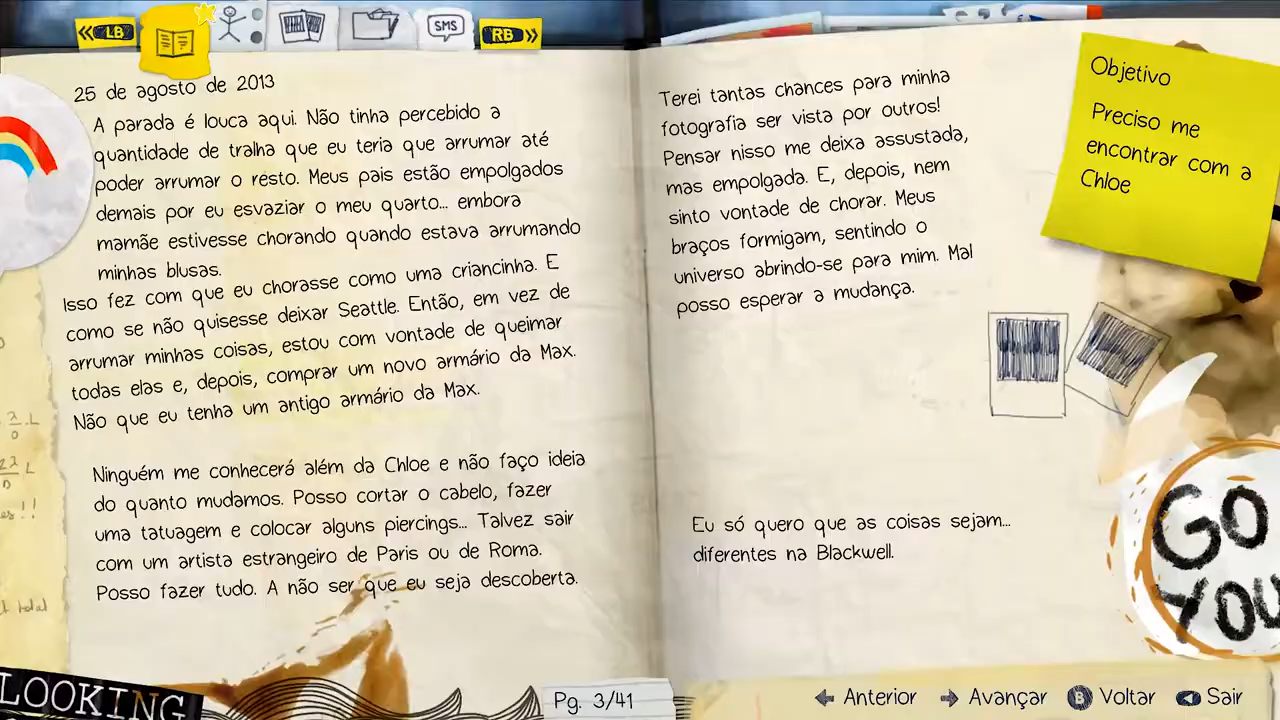 LB
SMS
RB
25 de agosto de 2013
A parada é louca aqui. Não tinha percebido a
quantidade de tralha que eu teria que arrumar até
poder arrumar o resto. Meus pais estão empolgados
demais por eu esvaziar o meu quarto... embora
mamãe estivesse chorando quando estava arrumando
minhas blusas.
Isso fez com que eu chorasse como uma criancinha. E
como se não quisesse deixar Seattle. Então, em vez de
arrumar minhas coisas, estou com vontade de queimar
todas elas e, depois, comprar um novo armário da Max.
Não que eu tenha um antigo armário da Max.
Ninguém me conhecerá além da Chloe e não faço ideia
do quanto mudamos. Posso cortar o cabelo, fazer
uma tatuagem e colocar alguns piercings... Talvez sair
com um artista estrangeiro de Paris ou de Roma.
Posso fazer tudo. A não ser que eu seja descoberta.
Terei tantas chances para minha
fotografia ser vista por outros!
Pensar nisso me deixa assustada,
mas empolgada. E, depois, nem
sinto vontade de chorar. Meus
braços formigam, sentindo o
universo abrindo-se para mim. Mal
posso esperar a mudança.
Eu só quero que as coisas sejam...
diferentes na Blackwell.
Objetivo
Preciso me
encontrar com a
Chloe
GO
YOU
LOOKING
Pg. 3/41
Anterior
Avançar
B Voltar
Sair